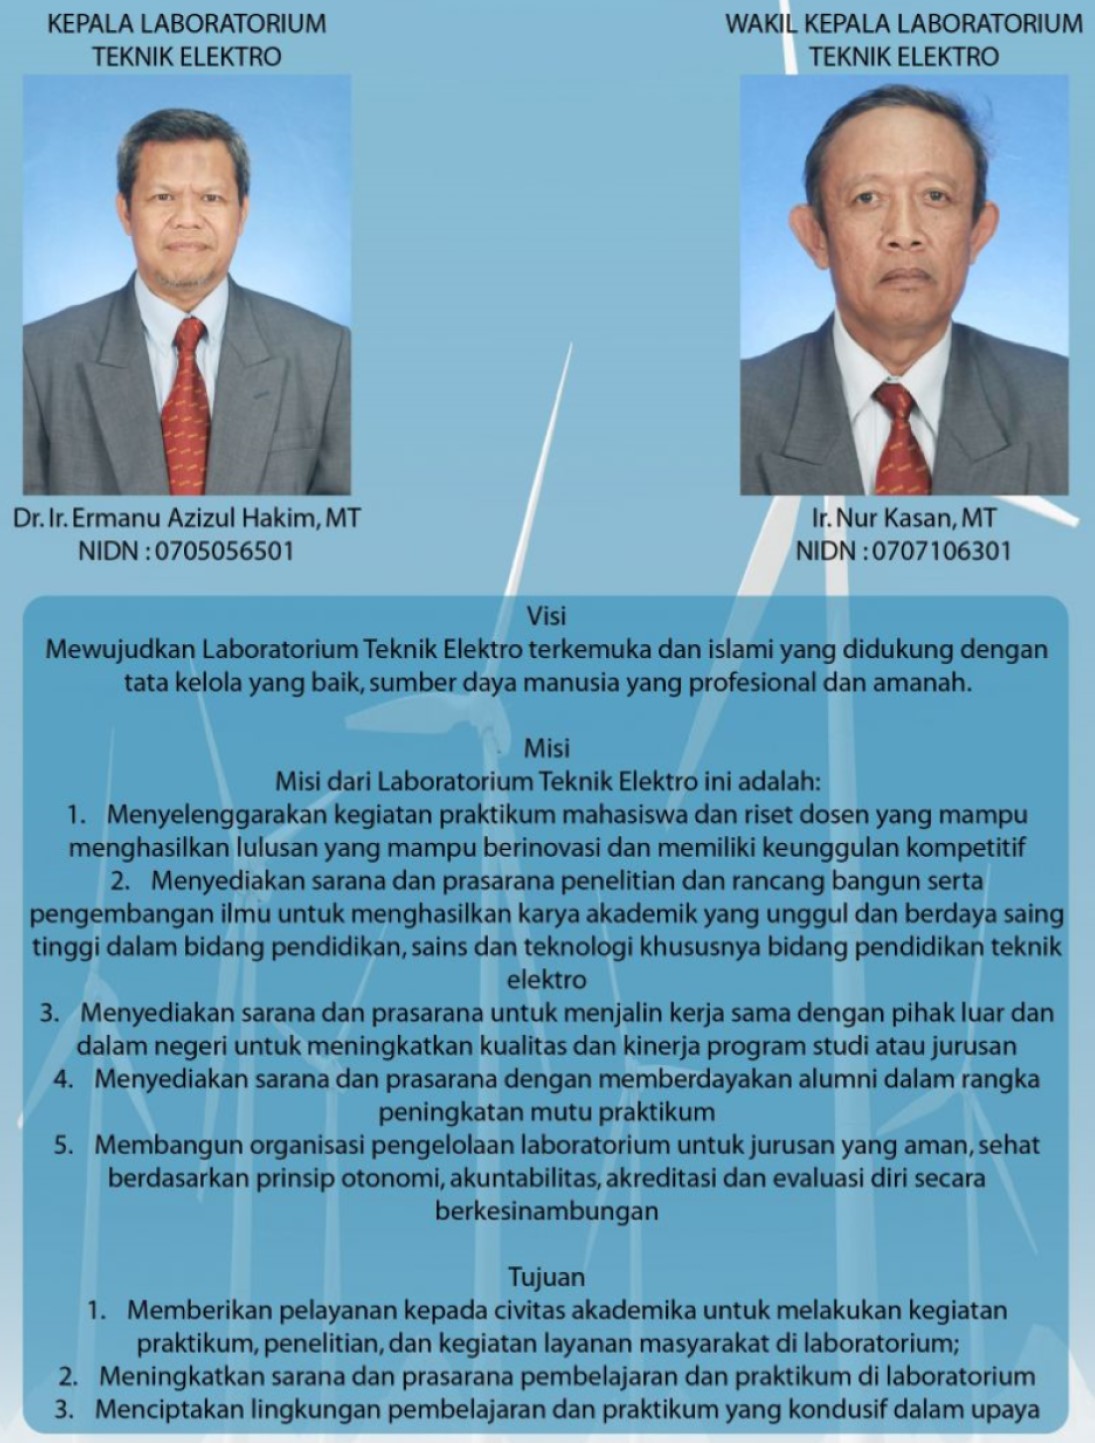 KEPALA LABORATORIUM
TEKNIK ELEKTRO
WAKIL KEPALA LABORATORIUM
TEKNIK ELEKTRO
Dr. Ir. Ermanu Azizul Hakim, MT
NIDN : 0705056501
Ir. Nur Kasan, MT
NIDN : 0707106301
Visi
Mewujudkan Laboratorium Teknik Elektro terkemuka dan islami yang didukung dengan
tata kelola yang baik, sumber daya manusia yang profesional dan amanah.
Misi
Misi dari Laboratorium Teknik Elektro ini adalah:
1. Menyelenggarakan kegiatan praktikum mahasiswa dan riset dosen yang mampu
menghasilkan lulusan yang mampu berinovasi dan memiliki keunggulan kompetitif
2. Menyediakan sarana dan prasarana penelitian dan rancang bangun serta
pengembangan ilmu untuk menghasilkan karya akademik yang unggul dan berdaya saing
tinggi dalam bidang pendidikan, sains dan teknologi khususnya bidang pendidikan teknik
elektro
3. Menyediakan sarana dan prasarana untuk menjalin kerja sama dengan pihak luar dan
dalam negeri untuk meningkatkan kualitas dan kinerja program studi atau jurusan
4. Menyediakan sarana dan prasarana dengan memberdayakan alumni dalam rangka
peningkatan mutu praktikum
5. Membangun organisasi pengelolaan laboratorium untuk jurusan yang aman, sehat
berdasarkan prinsip otonomi, akuntabilitas, akreditasi dan evaluasi diri secara
berkesinambungan
Tujuan
1. Memberikan pelayanan kepada civitas akademika untuk melakukan kegiatan
praktikum, penelitian, dan kegiatan layanan masyarakat di laboratorium;
2. Meningkatkan sarana dan prasarana pembelajaran dan praktikum di laboratorium
3. Menciptakan lingkungan pembelajaran dan praktikum yang kondusif dalam upaya